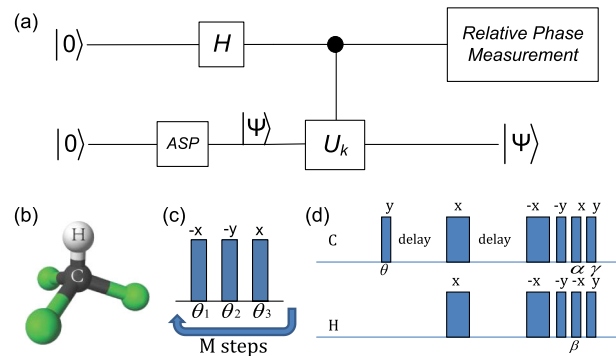 (a)
|0⟩ H Relative Phase
Measurement
|0⟩ ASP |Ψ⟩ U_k |Ψ⟩
(b) (c) (d)
H
C
-x -y x
θ1 θ2 θ3
M steps
y x -x -y x y
C delay delay
θ α γ
x -x -y -x y
H
β